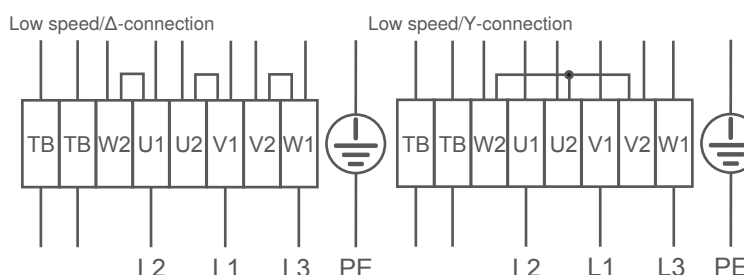 Low speed/Δ-connection
TB TB W2 U1 U2 V1 V2 W1
L2 L1 L3 PE
Low speed/Y-connection
TB TB W2 U1 U2 V1 V2 W1
L2 L1 L3 PE